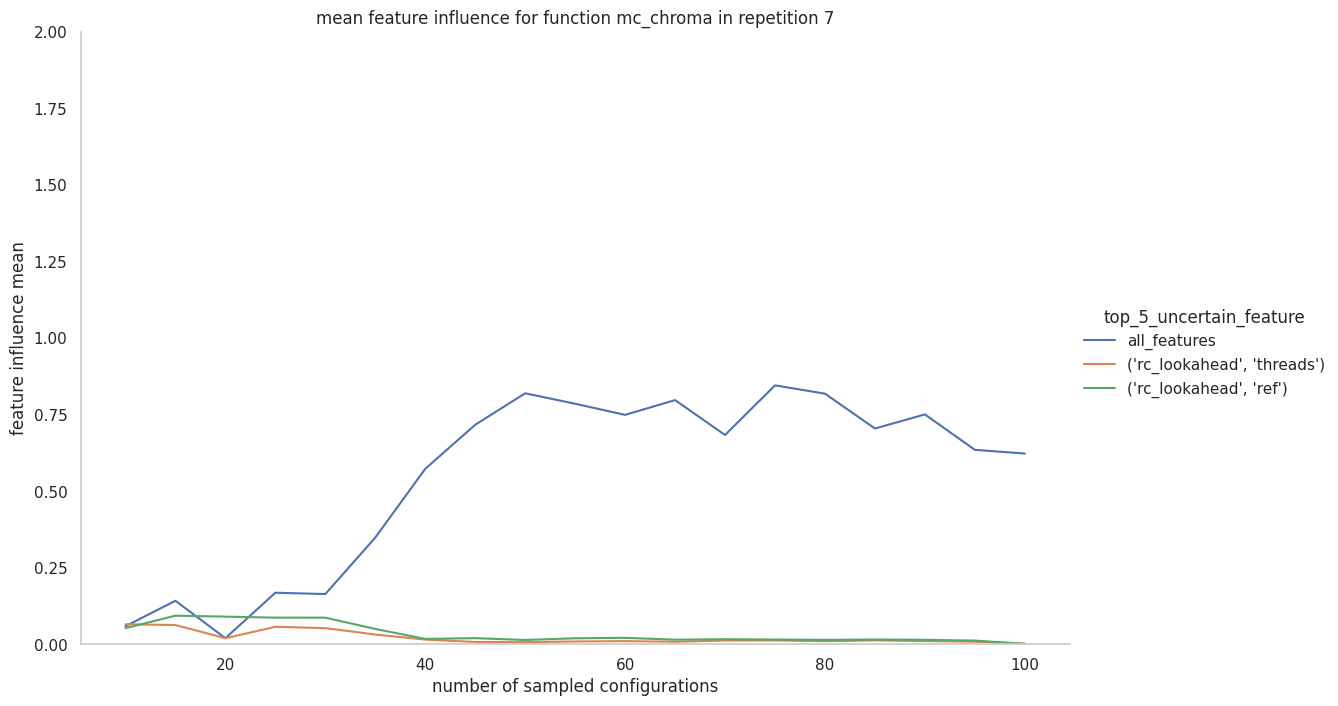 mean feature influence for function mc_chroma in repetition 7
2.00
1.75
1.50
1.25
1.00
0.75
0.50
0.25
0.00
feature influence mean
20
40
60
80
100
number of sampled configurations
top_5_uncertain_feature
all_features
('rc_lookahead', 'threads')
('rc_lookahead', 'ref')